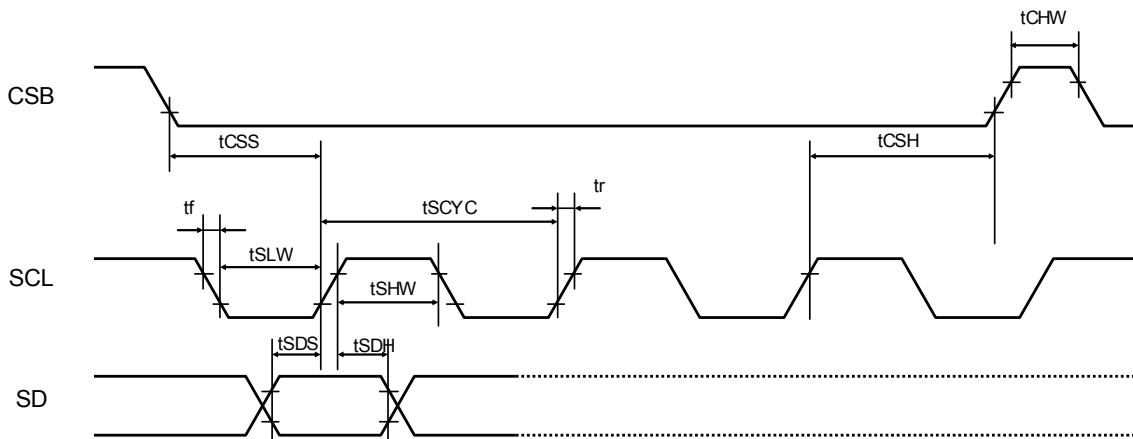 tCHW
CSB
tCSS
tCSH
tr
tf
tSCYC
tSLW
SCL
tSHW
tSDS
tSDH
SD